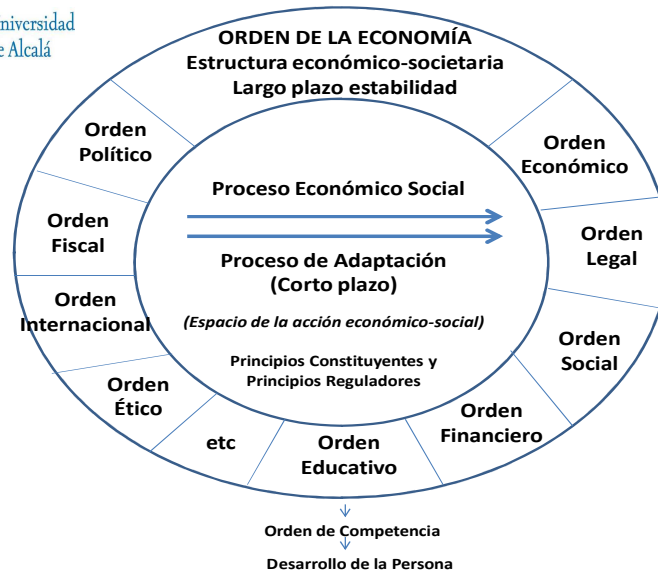 Universidad
de Alcalá
ORDEN DE LA ECONOMÍA
Estructura económico-societaria
Largo plazo estabilidad
Orden
Político
Orden
Económico
Proceso Económico Social
Orden
Fiscal
Orden
Legal
Proceso de Adaptación
(Corto plazo)
Orden
Internacional
(Espacio de la acción económico-social)
Orden
Social
Principios Constituyentes y
Principios Reguladores
Orden
Ético
Orden
Financiero
etc
Orden
Educativo
Orden de Competencia
Desarrollo de la Persona